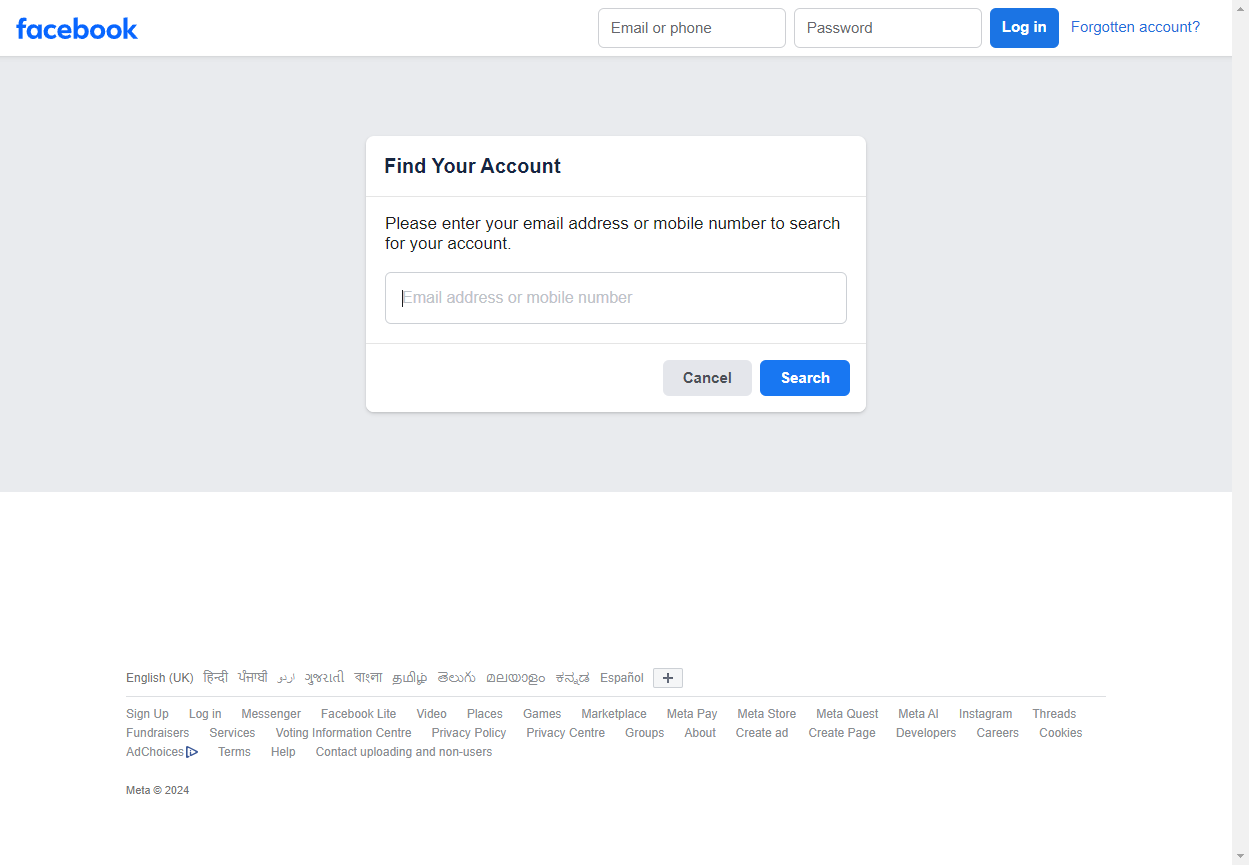 facebook
Email or phone
Password
Log in
Forgotten account?
Find Your Account
Please enter your email address or mobile number to search
for your account.
Email address or mobile number
Cancel
Search
English (UK) हिन्दी ਪੰਜਾਬੀ اردو ગુજરાતી বাংলা தமிழ் తెలుగు മലയാളം ಕನ್ನಡ Español +
Sign Up Log in Messenger Facebook Lite Video Places Games Marketplace Meta Pay Meta Store Meta Quest Meta AI Instagram Threads
Fundraisers Services Voting Information Centre Privacy Policy Privacy Centre Groups About Create ad Create Page Developers Careers Cookies
AdChoices Terms Help Contact uploading and non-users
Meta © 2024